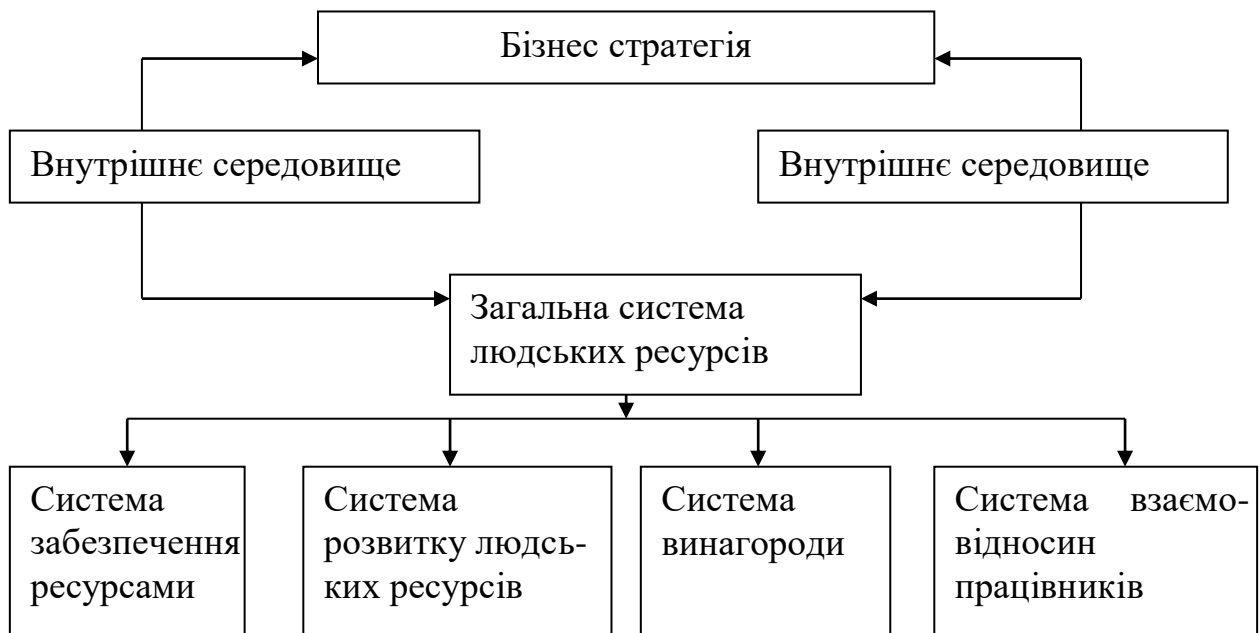 Бізнес стратегія
Внутрішнє середовище
Внутрішнє середовище
Загальна система
людських ресурсів
Система
забезпечення
ресурсами
Система
розвитку людсь-
ких ресурсів
Система
винагороди
Система взаємо-
відносин
працівників